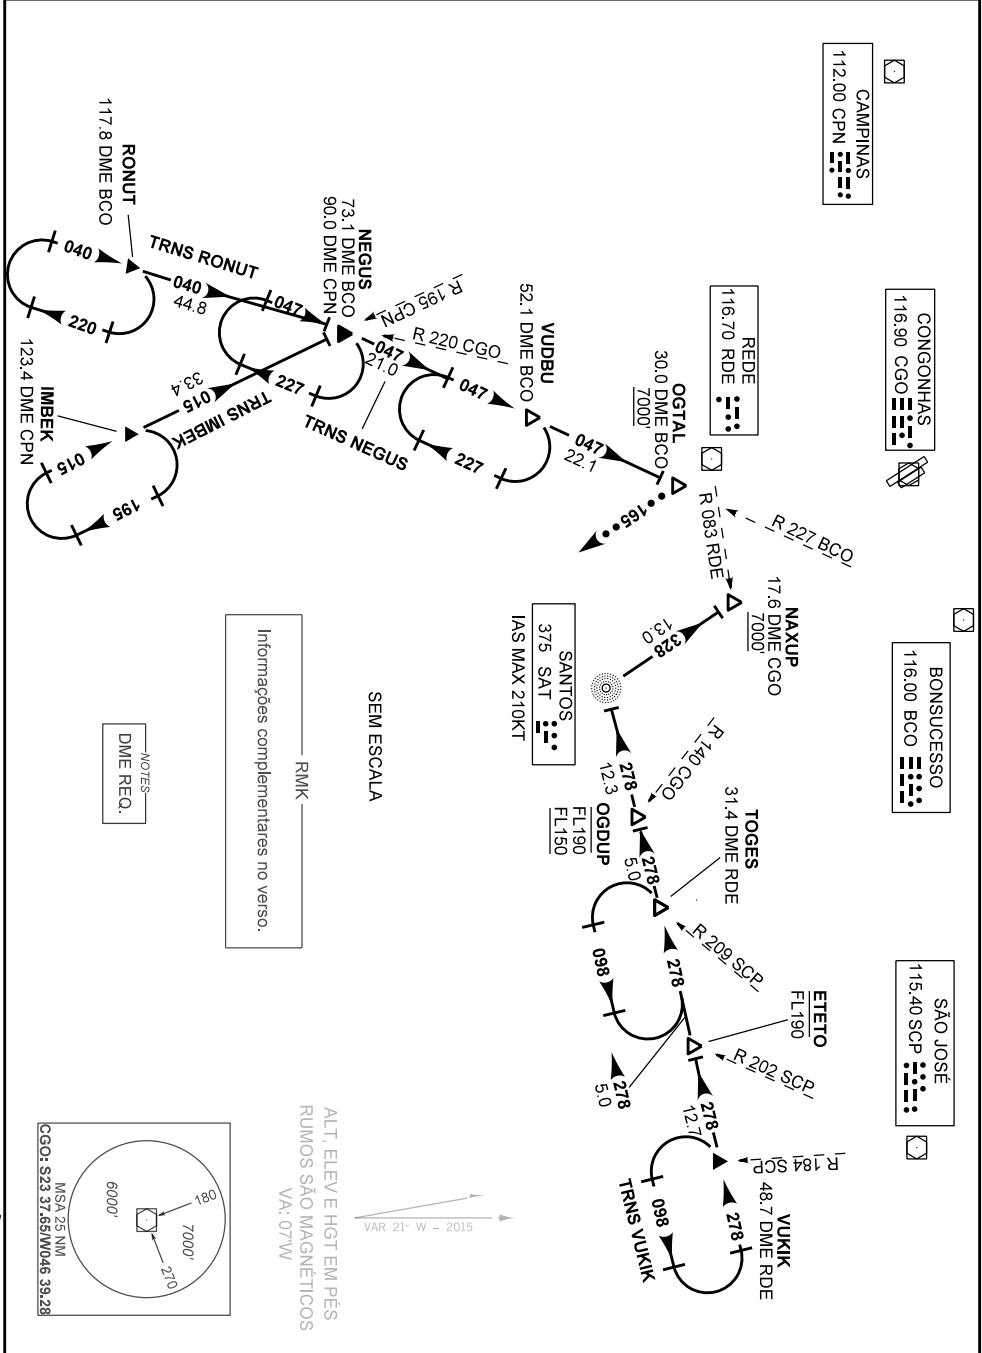 CAMPINAS
112.00 CPN
CONGONHAS
116.90 CGO
BONSUCESSO
116.00 BCO
SÃO JOSÉ
115.40 SCP
REDE
116.70 RDE
RONUT
117.8 DME BCO
040
220
TRNS RONUT
040
44.8
047
227
NEGUS
73.1 DME BCO
90.0 DME CPN
R 195 CPN
R 220 CGO
047
21.0
TRNS NEGUS
IMBEK
123.4 DME CPN
015
195
015
33.4
TRNS IMBEK
VUDBU
52.1 DME BCO
047
227
047
22.1
OGTAL
30.0 DME BCO
7000'
165
R 083 RDE
R 227 BCO
NAXUP
17.6 DME CGO
7000'
328
13.0
SANTOS
375 SAT
IAS MAX 210KT
278
12.3
R 140 CGO
OGDUP
FL190
FL150
278
5.0
TOGES
31.4 DME RDE
R 209 SCP
278
098
278
5.0
ETETO
FL190
R 202 SCP
278
12.7
R 184 SCP
VUKIK
48.7 DME RDE
278
098
TRNS VUKIK
SEM ESCALA
RMK
Informações complementares no verso.
NOTES
DME REQ.
ALT, ELEV E HGT EM PÉS
RUMOS SÃO MAGNÉTICOS
VA: 07'W
VAR 21° W - 2015
180
270
7000'
6000'
MSA 25 NM
CGO: S23 37.65/W046 39.28